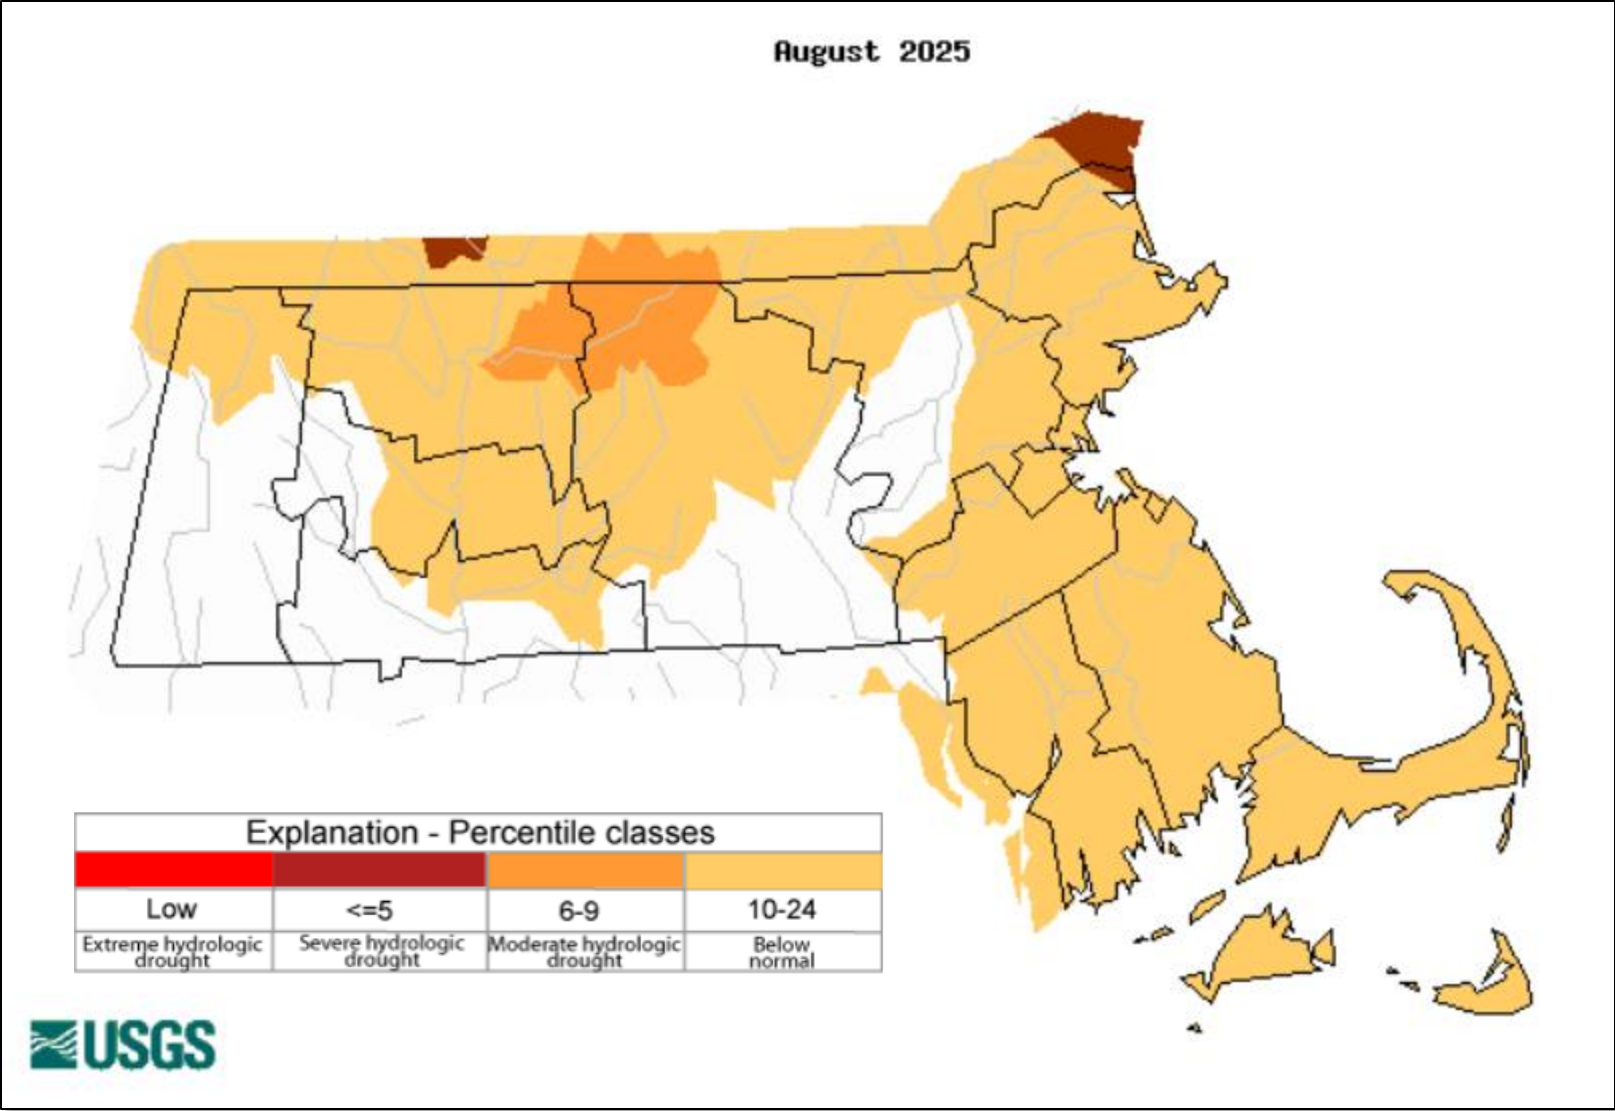 August 2025
Explanation - Percentile classes
Low <=5 6-9 10-24
Extreme hydrologic drought Severe hydrologic drought Moderate hydrologic drought Below normal
USGS